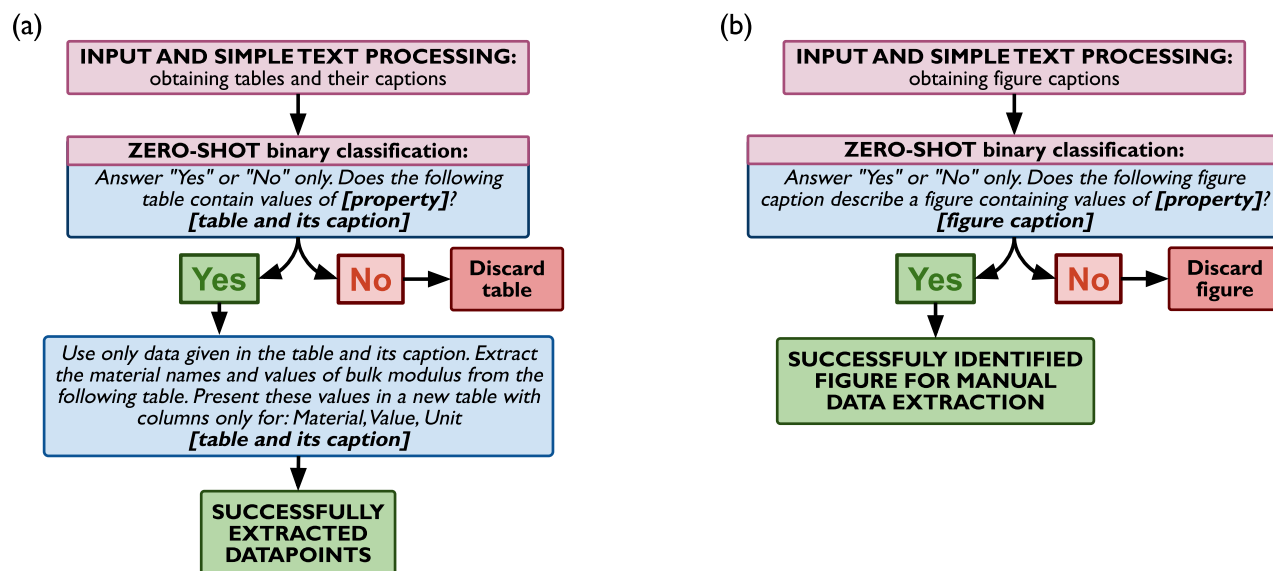 (a)
INPUT AND SIMPLE TEXT PROCESSING:
obtaining tables and their captions
ZERO-SHOT binary classification:
Answer "Yes" or "No" only. Does the following
table contain values of [property]?
[table and its caption]
Yes
No
Discard
table
Use only data given in the table and its caption. Extract
the material names and values of bulk modulus from the
following table. Present these values in a new table with
columns only for: Material, Value, Unit
[table and its caption]
SUCCESSFULLY
EXTRACTED
DATAPOINTS
(b)
INPUT AND SIMPLE TEXT PROCESSING:
obtaining figure captions
ZERO-SHOT binary classification:
Answer "Yes" or "No" only. Does the following figure
caption describe a figure containing values of [property]?
[figure caption]
Yes
No
Discard
figure
SUCCESSFULY IDENTIFIED
FIGURE FOR MANUAL
DATA EXTRACTION